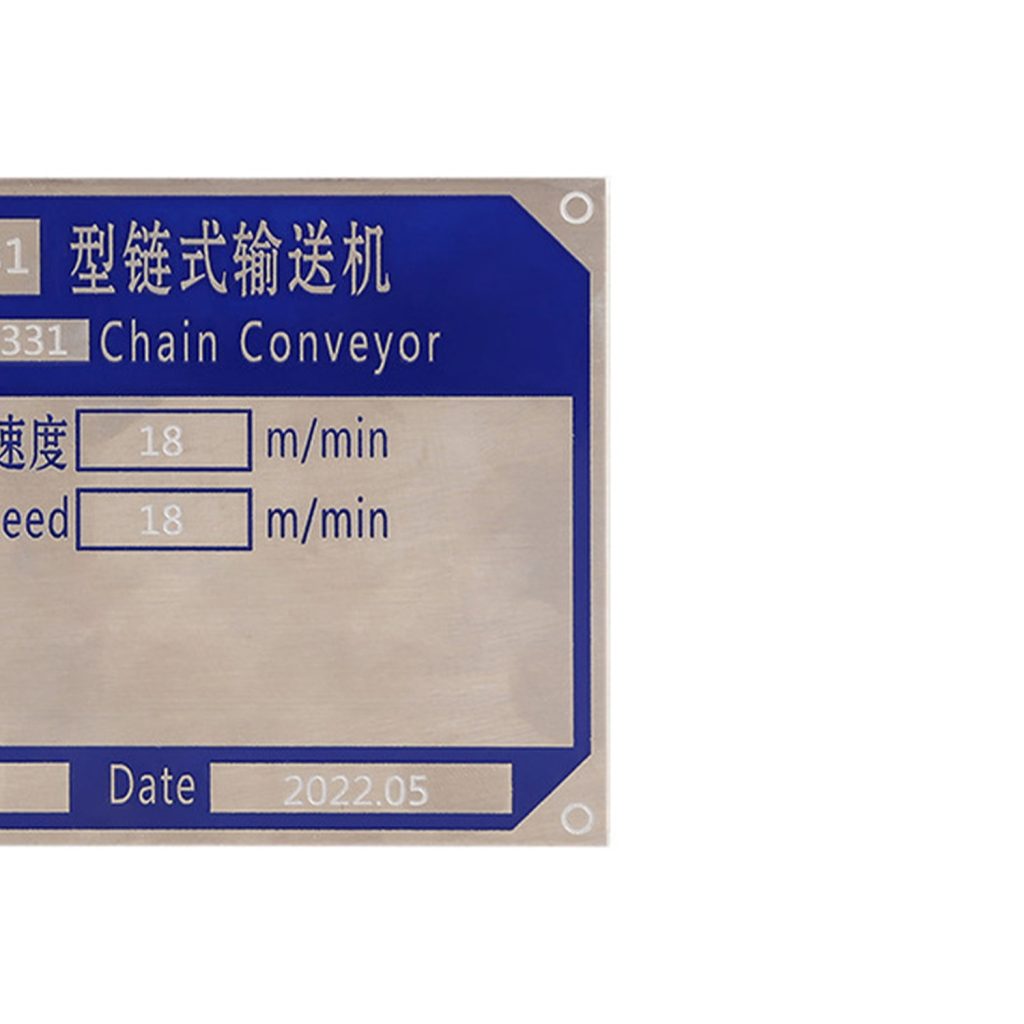 1 型链式输送机
331 Chain Conveyor
速度 18 m/min
eed 18 m/min
Date 2022.05